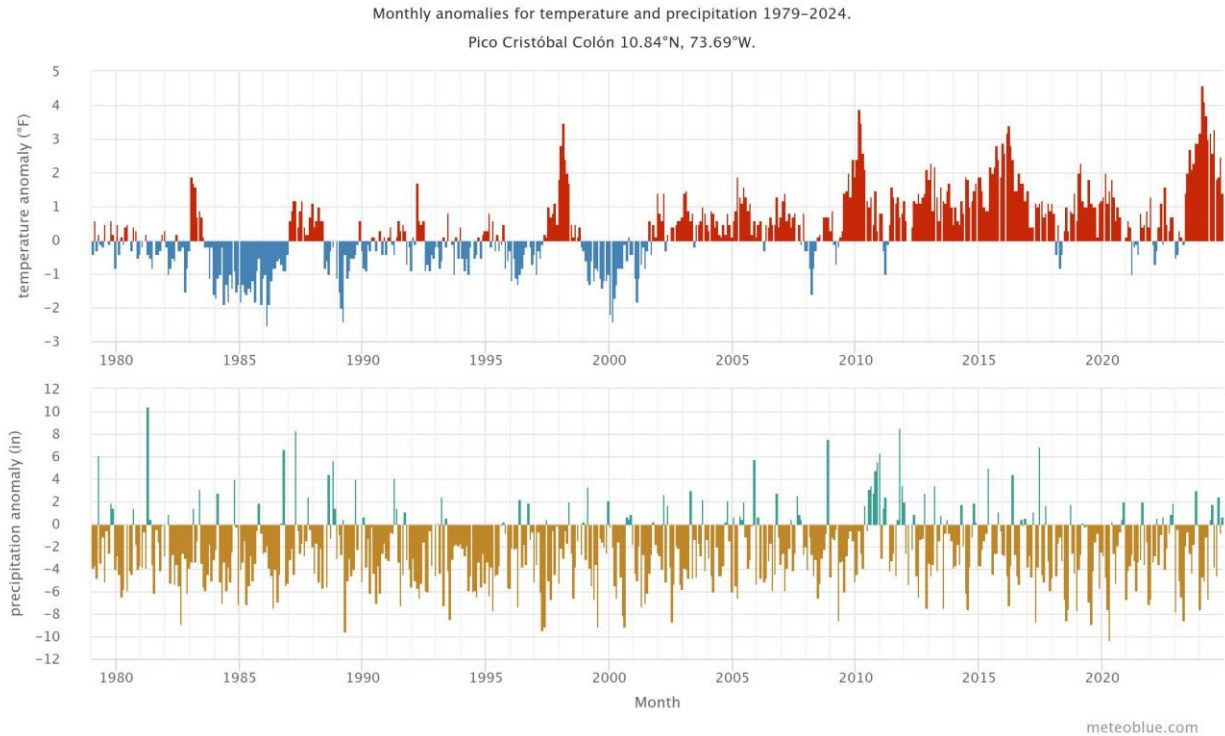 Monthly anomalies for temperature and precipitation 1979–2024.
Pico Cristóbal Colón 10.84°N, 73.69°W.
temperature anomaly (°F)
5
4
3
2
1
0
−1
−2
−3
1980 1985 1990 1995 2000 2005 2010 2015 2020
precipitation anomaly (in)
12
10
8
6
4
2
0
−2
−4
−6
−8
−10
−12
1980 1985 1990 1995 2000 2005 2010 2015 2020
Month
meteoblue.com